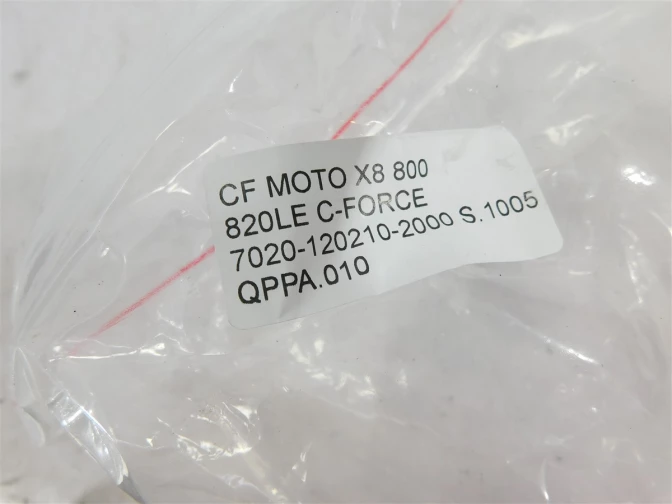 CF MOTO X8 800
820LE C-FORCE
7020-120210-2000 S.1005
QPPA.010